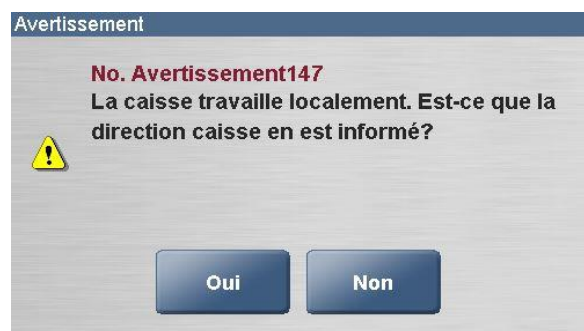 Avertissement
No. Avertissement147
La caisse travaille localement. Est-ce que la
direction caisse en est informé?
Oui
Non